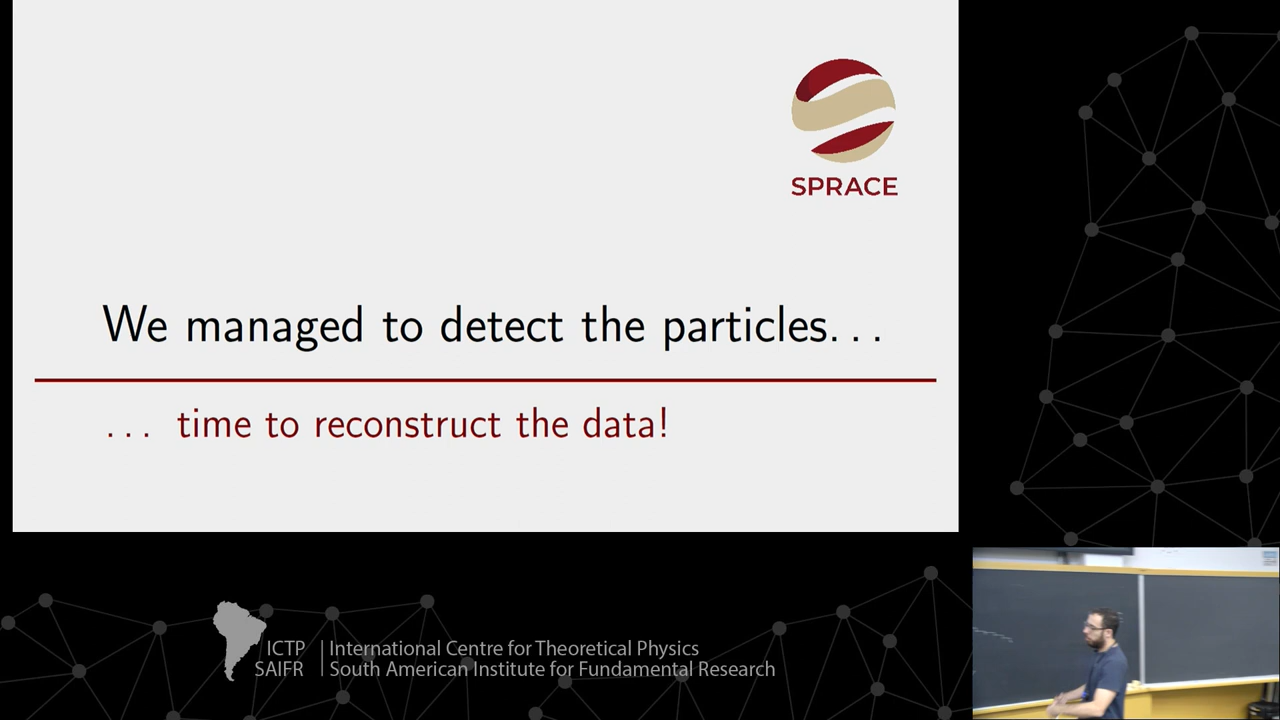 SPRACE
We managed to detect the particles. . .
. . . time to reconstruct the data!
ICTP | International Centre for Theoretical Physics
SAIFR | South American Institute for Fundamental Research